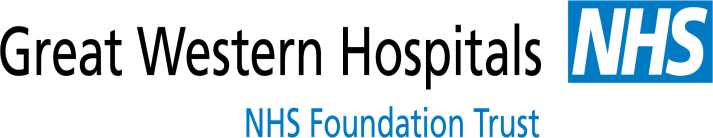 Great Western Hospitals NHS
NHS Foundation Trust